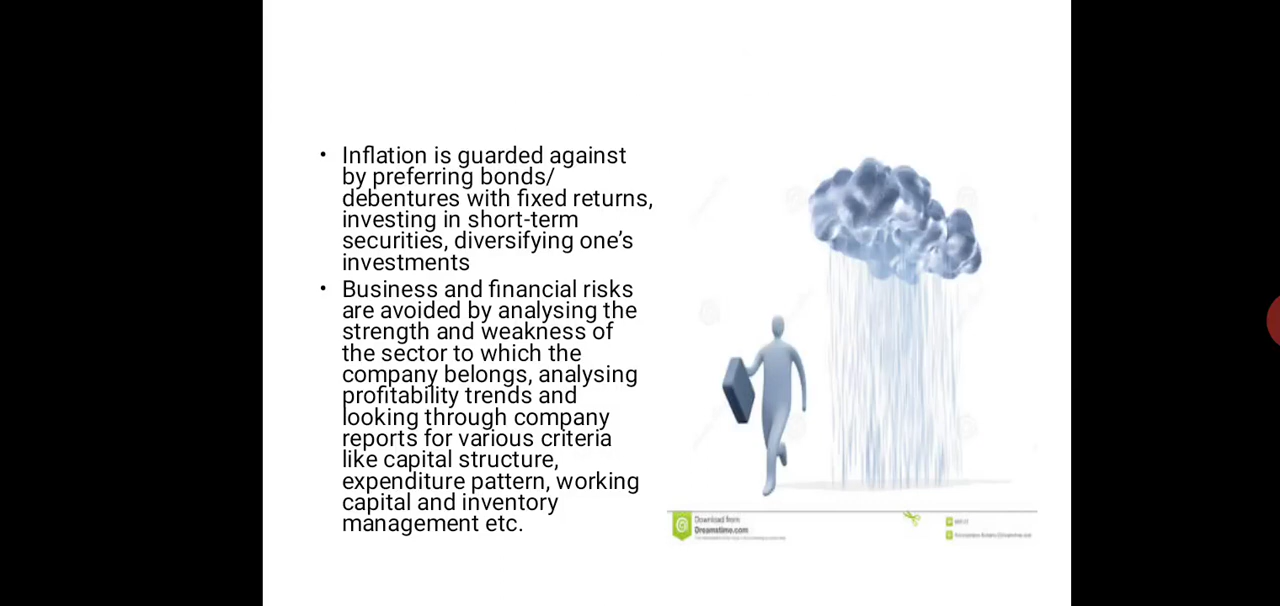 • Inflation is guarded against
by preferring bonds/
debentures with fixed returns,
investing in short-term
securities, diversifying one’s
investments
• Business and financial risks
are avoided by analysing the
strength and weakness of
the sector to which the
company belongs, analysing
profitability trends and
looking through company
reports for various criteria
like capital structure,
expenditure pattern, working
capital and inventory
management etc.
Download from
Dreamstime.com